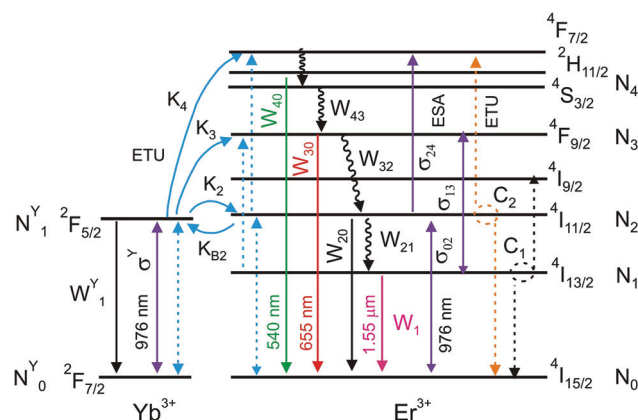 ⁴F₇/₂
²H₁₁/₂
N₄
⁴S₃/₂
K₄
W₄₀
W₄₃
ESA
ETU
K₃
⁴F₉/₂
N₃
ETU
W₃₀
W₃₂
σ₂₄
σ₁₃
⁴I₉/₂
K₂
C₂
N^Y₁ ²F₅/₂
⁴I₁₁/₂
N₂
K_B2
W₂₀
W₂₁
σ₀₂
C₁
⁴I₁₃/₂
N₁
W^Y₁
σ^Y
976 nm
540 nm
655 nm
1.55 μm
W₁
976 nm
N^Y₀ ²F₇/₂
⁴I₁₅/₂
N₀
Yb³⁺
Er³⁺